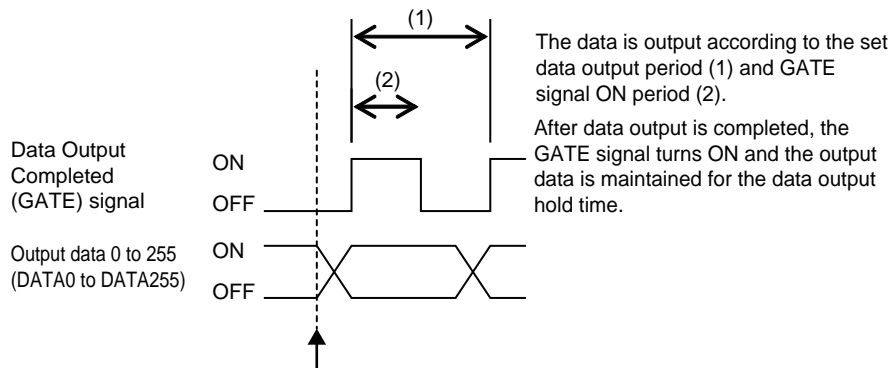 (1)
(2)
The data is output according to the set
data output period (1) and GATE
signal ON period (2).
After data output is completed, the
GATE signal turns ON and the output
data is maintained for the data output
hold time.
Data Output
Completed
(GATE) signal
ON
OFF
Output data 0 to 255
(DATA0 to DATA255)
ON
OFF